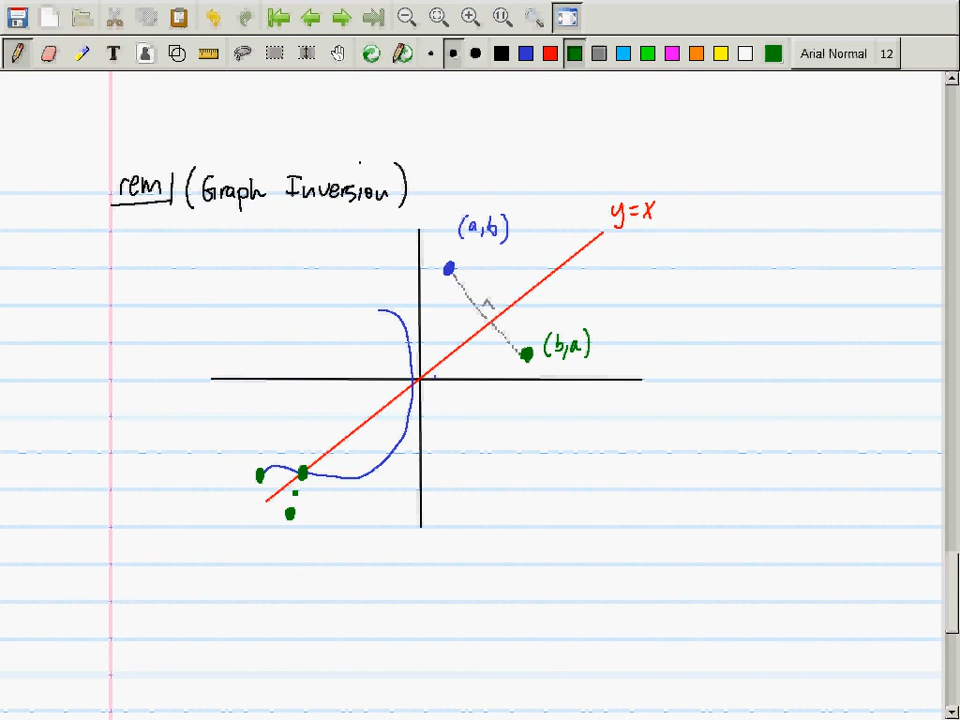 Arial Normal 12
rem | (Graph Inversion)
y=x
(a,b)
(b,a)